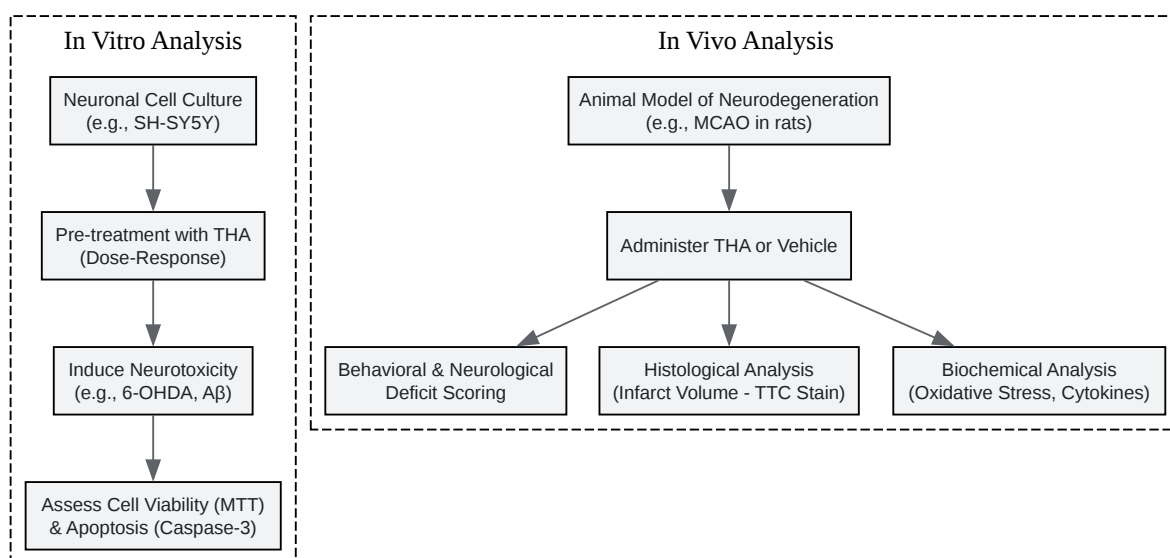 In Vitro Analysis
Neuronal Cell Culture
(e.g., SH-SY5Y)
Pre-treatment with THA
(Dose-Response)
Induce Neurotoxicity
(e.g., 6-OHDA, Aβ)
Assess Cell Viability (MTT)
& Apoptosis (Caspase-3)
In Vivo Analysis
Animal Model of Neurodegeneration
(e.g., MCAO in rats)
Administer THA or Vehicle
Behavioral & Neurological
Deficit Scoring
Histological Analysis
(Infarct Volume - TTC Stain)
Biochemical Analysis
(Oxidative Stress, Cytokines)